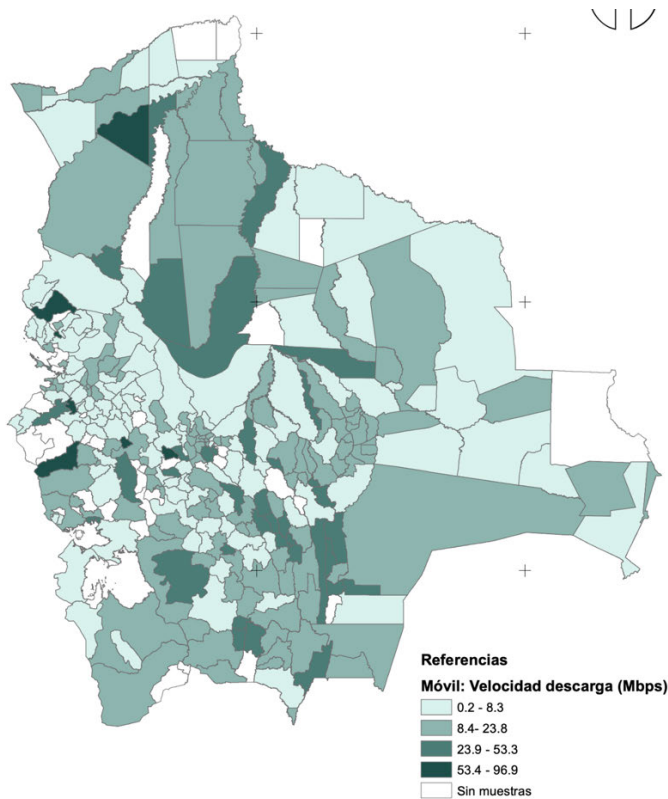 Referencias
Móvil: Velocidad descarga (Mbps)
0.2 - 8.3
8.4- 23.8
23.9 - 53.3
53.4 - 96.9
Sin muestras